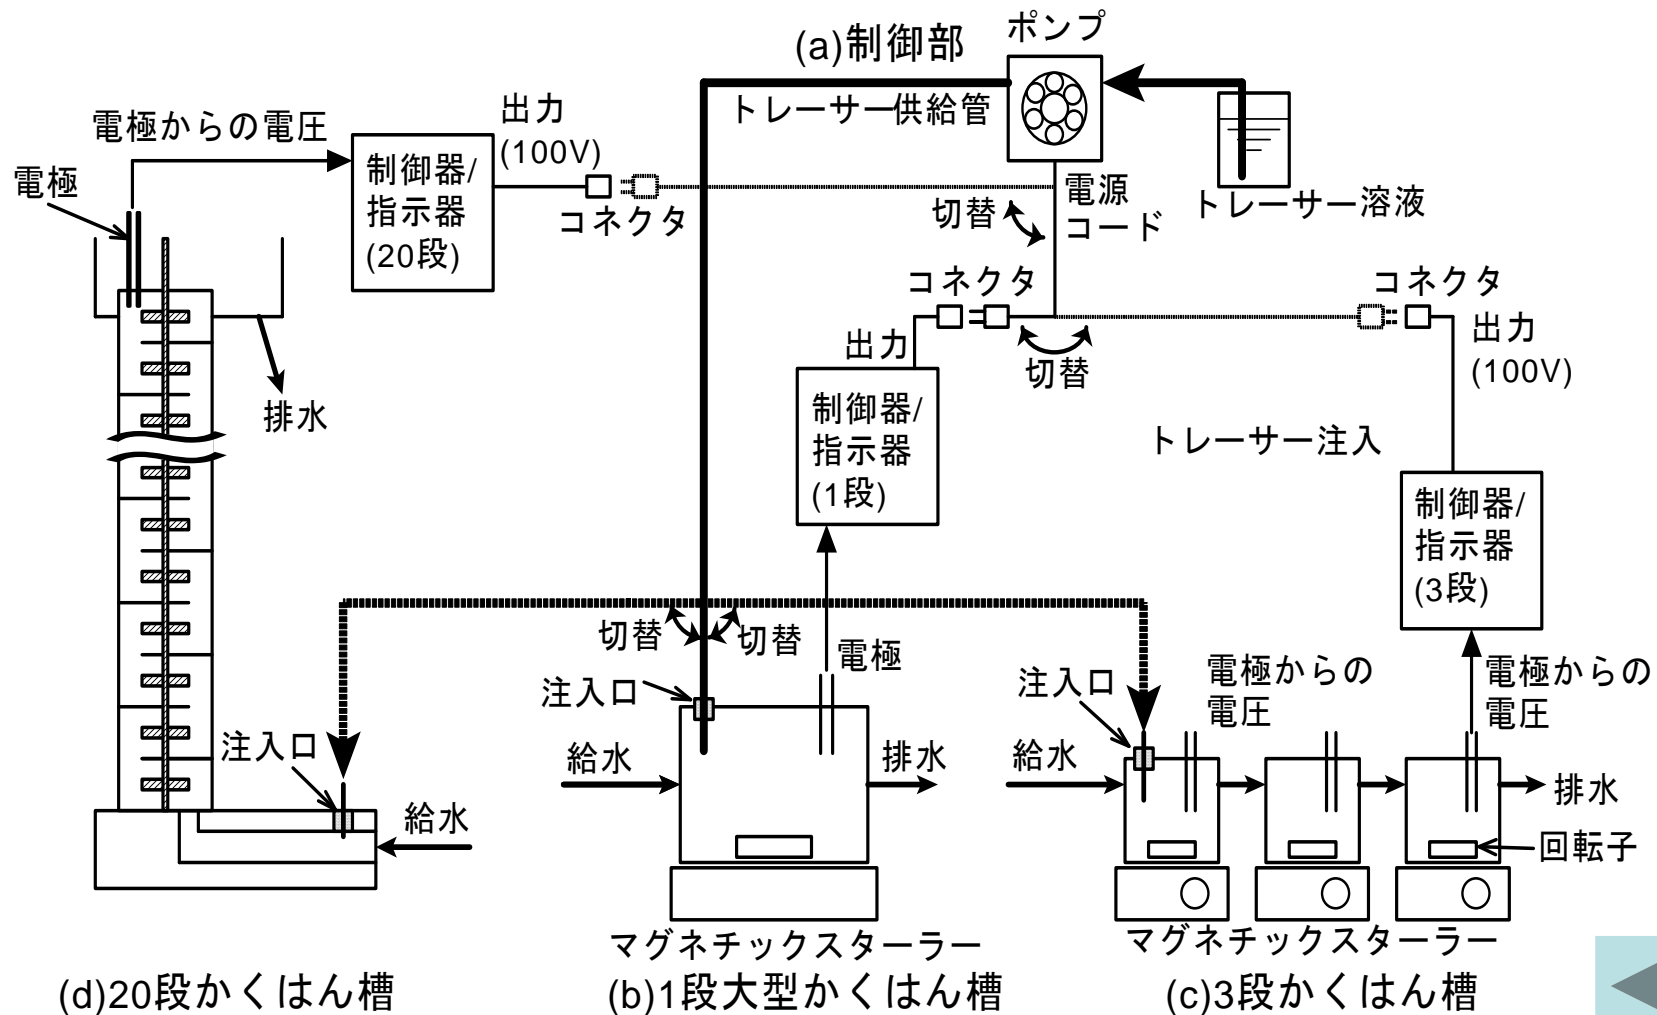 (a)制御部
ポンプ
トレーサー供給管
電極からの電圧
出力
(100V)
制御器/
指示器
(20段)
電極
コネクタ
切替
電源
コード
トレーサー溶液
コネクタ
コネクタ
出力
切替
出力
(100V)
排水
制御器/
指示器
(1段)
トレーサー注入
制御器/
指示器
(3段)
切替
切替
電極
注入口
注入口
電極からの
電圧
電極からの
電圧
注入口
給水
排水
給水
排水
給水
回転子
マグネチックスターラー
マグネチックスターラー
(d)20段かくはん槽
(b)1段大型かくはん槽
(c)3段かくはん槽